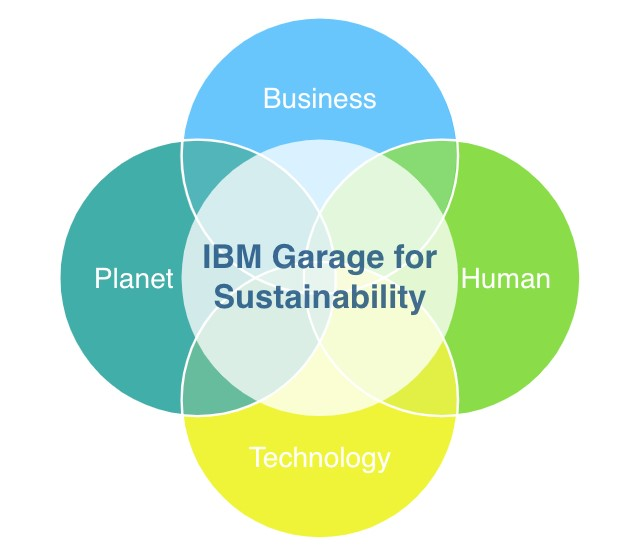 Business
Planet
IBM Garage for
Sustainability
Human
Technology